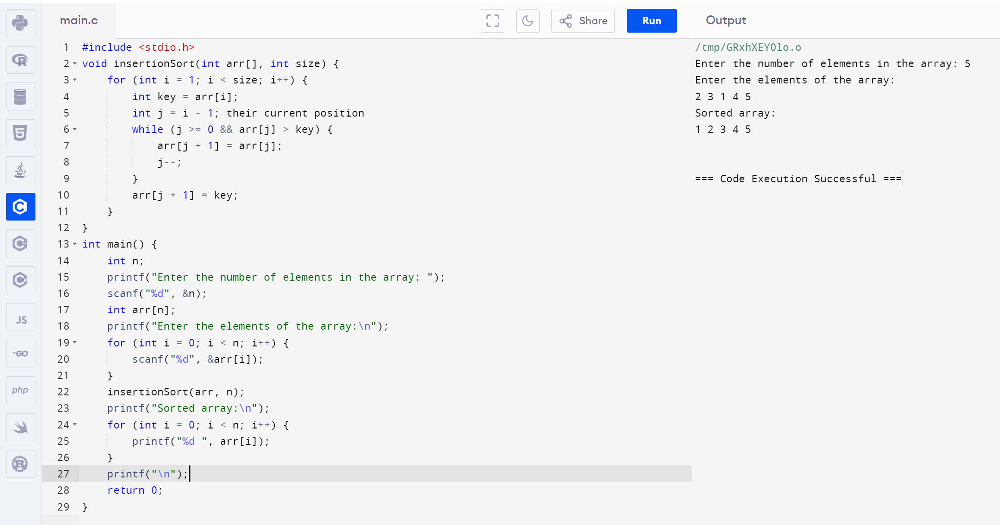 main.c
Share
Run
Output
1 #include <stdio.h>
2 void insertionSort(int arr[], int size) {
3     for (int i = 1; i < size; i++) {
4         int key = arr[i];
5         int j = i - 1; their current position
6         while (j >= 0 && arr[j] > key) {
7             arr[j + 1] = arr[j];
8             j--;
9         }
10         arr[j + 1] = key;
11     }
12 }
13 int main() {
14     int n;
15     printf("Enter the number of elements in the array: ");
16     scanf("%d", &n);
17     int arr[n];
18     printf("Enter the elements of the array:\n");
19     for (int i = 0; i < n; i++) {
20         scanf("%d", &arr[i]);
21     }
22     insertionSort(arr, n);
23     printf("Sorted array:\n");
24     for (int i = 0; i < n; i++) {
25         printf("%d ", arr[i]);
26     }
27     printf("\n");
28     return 0;
29 }
/tmp/GRxhXEYOlo.o
Enter the number of elements in the array: 5
Enter the elements of the array:
2 3 1 4 5
Sorted array:
1 2 3 4 5
=== Code Execution Successful ===
R
5
C
C++
C#
JS
GO
php
R